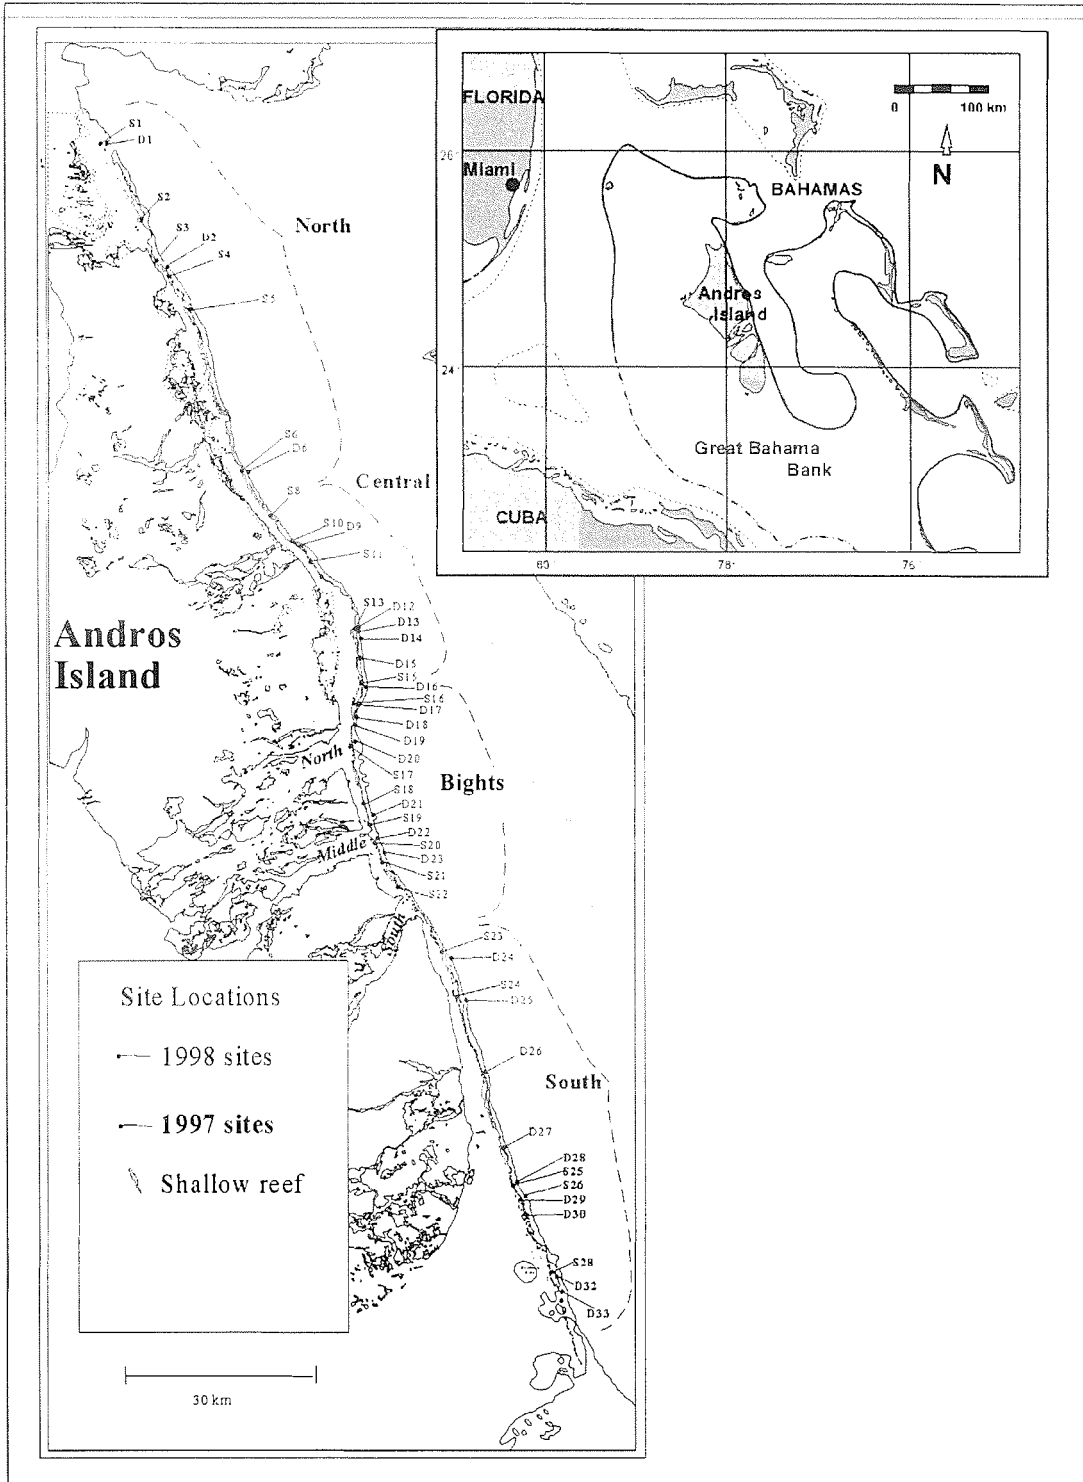 FLORIDA
Miami
BAHAMAS
Andros
Island
Great Bahama
Bank
CUBA
0 100 km
N
26
24
80
78
76
S1
D1
North
S2
S3
D2
S4
S5
S6
D6
Central
S8
S10
D9
S11
S13
D12
D13
D14
D15
S15
D16
S16
D17
D18
D19
D20
S17
S18
D21
S19
D22
S20
D23
S21
S22
Andros
Island
North
Bights
Middle
South
S23
D24
S24
D25
D26
South
D27
D28
S25
S26
D29
D30
S28
D32
D33
Site Locations
1998 sites
1997 sites
Shallow reef
30 km